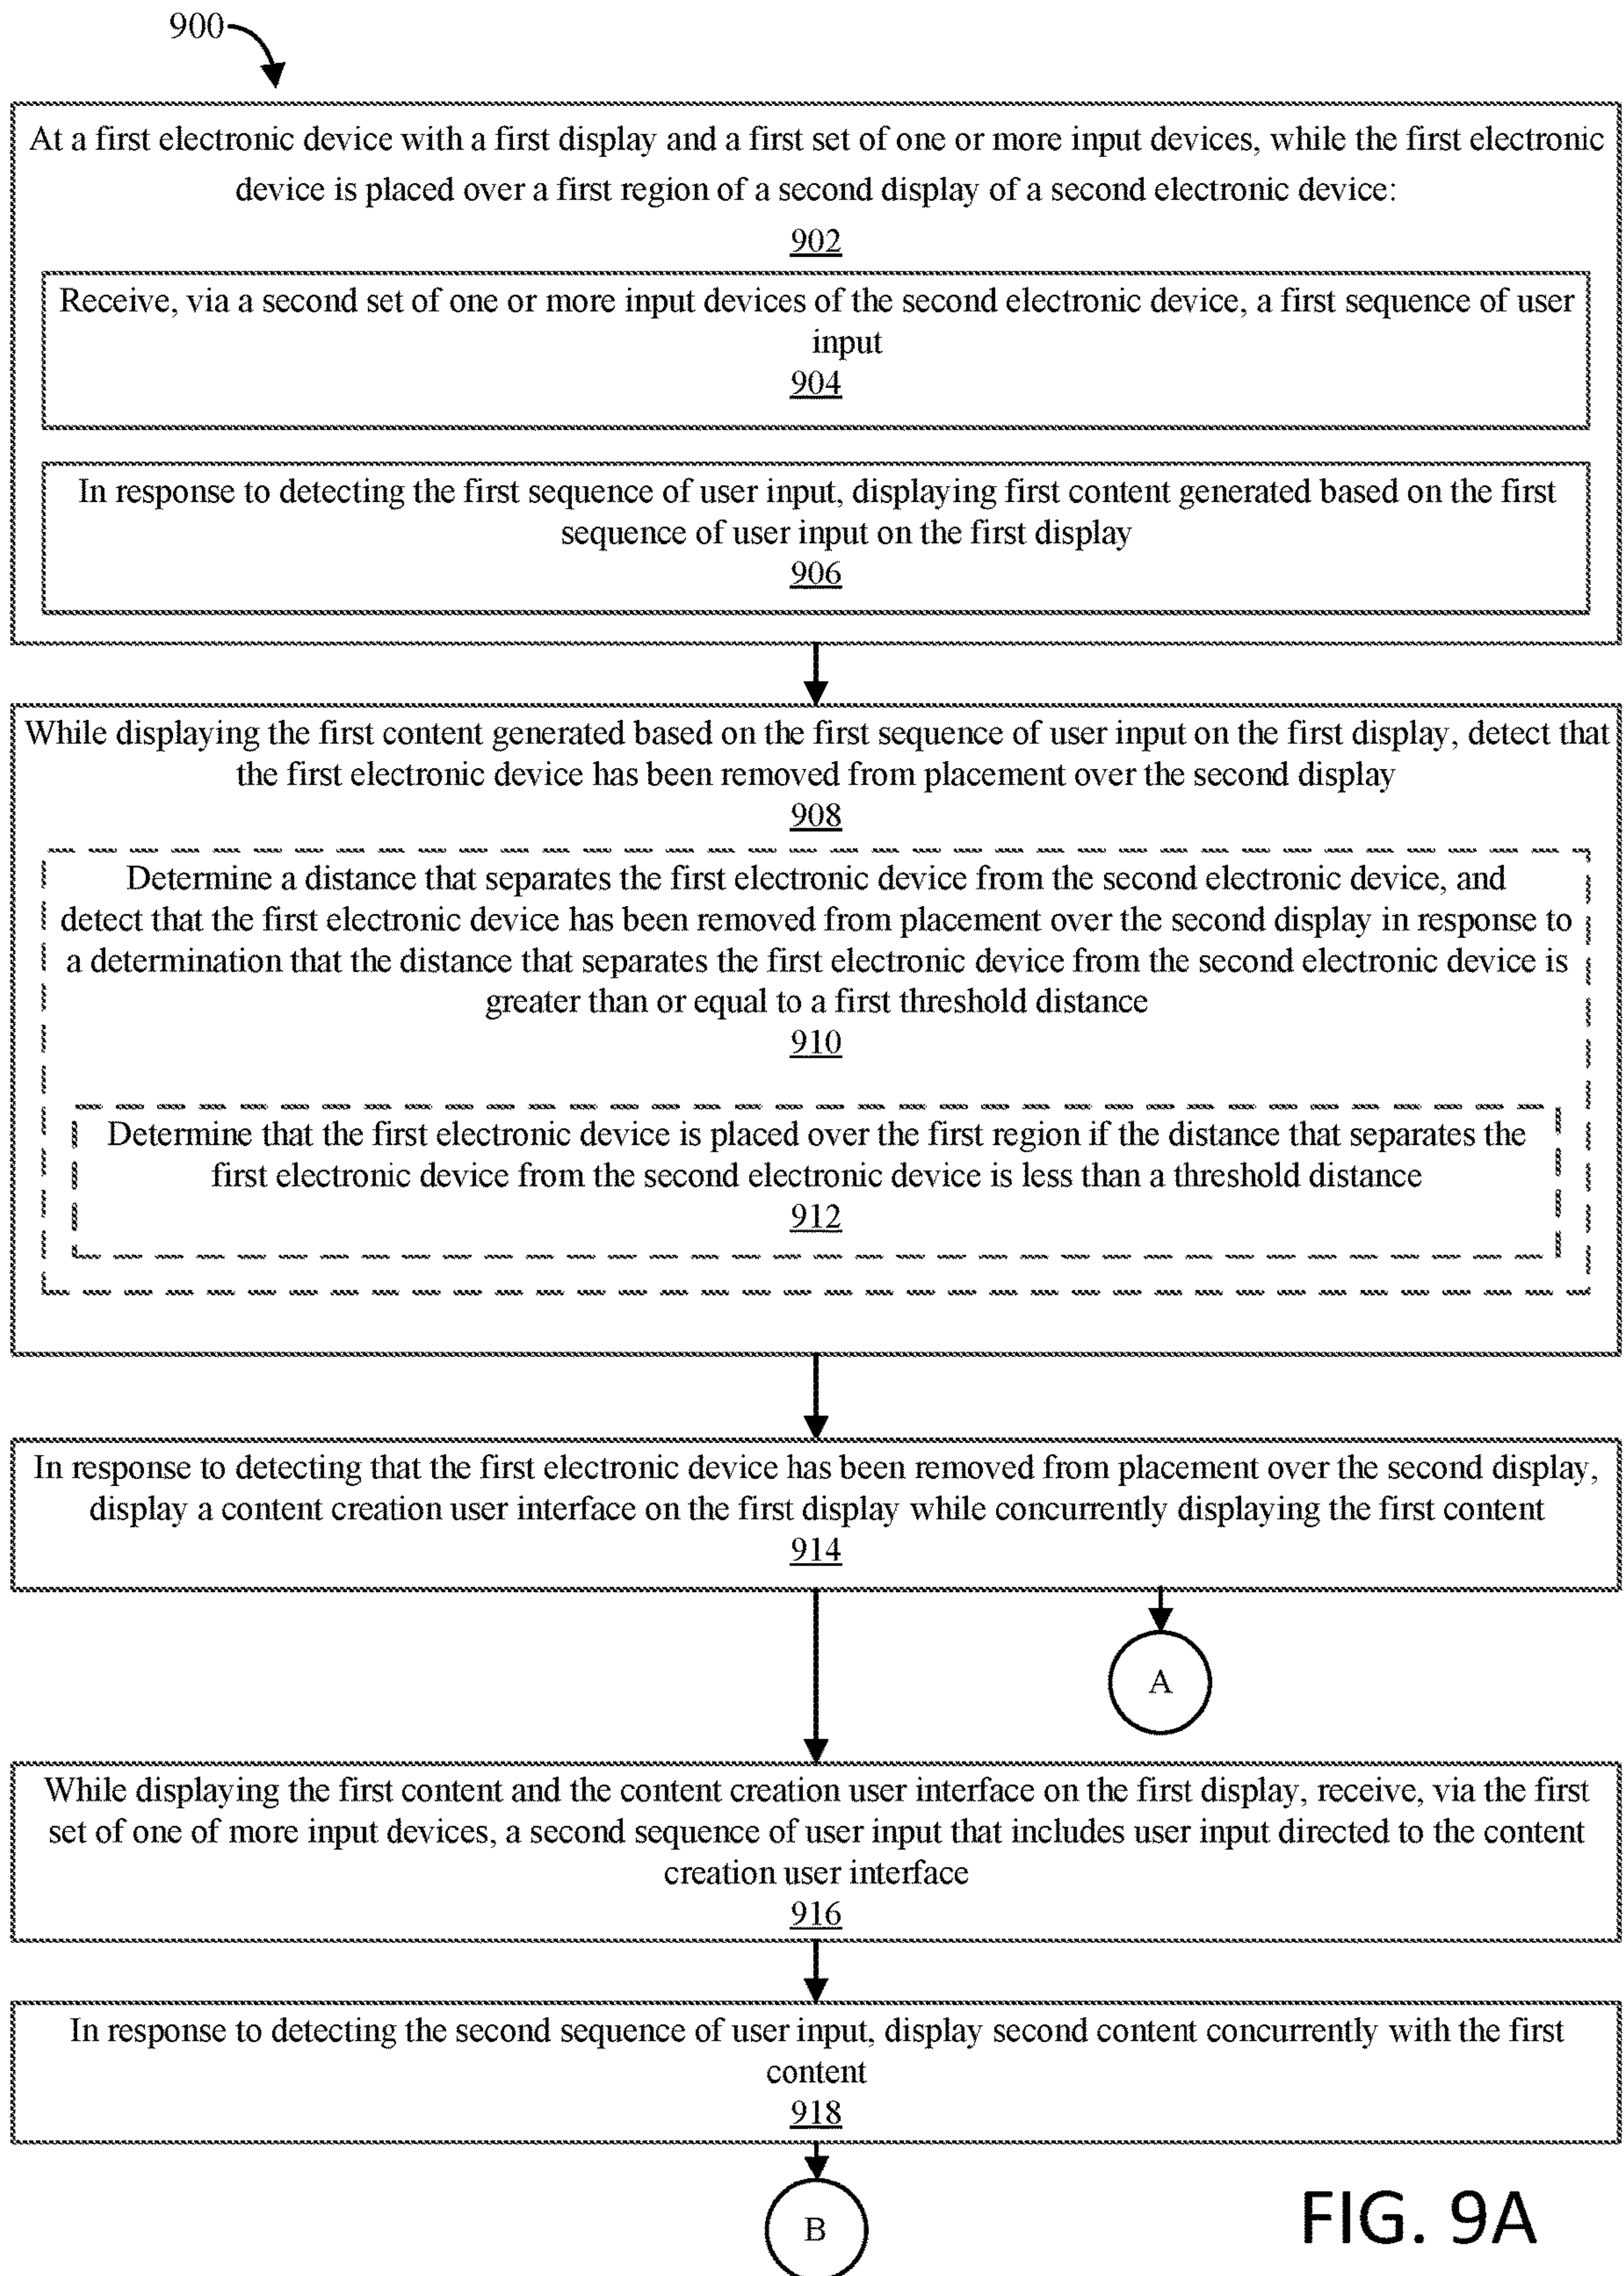 900
At a first electronic device with a first display and a first set of one or more input devices, while the first electronic
device is placed over a first region of a second display of a second electronic device:
902
Receive, via a second set of one or more input devices of the second electronic device, a first sequence of user
input
904
In response to detecting the first sequence of user input, displaying first content generated based on the first
sequence of user input on the first display
906
While displaying the first content generated based on the first sequence of user input on the first display, detect that
the first electronic device has been removed from placement over the second display
908
Determine a distance that separates the first electronic device from the second electronic device, and
detect that the first electronic device has been removed from placement over the second display in response to
a determination that the distance that separates the first electronic device from the second electronic device is
greater than or equal to a first threshold distance
910
Determine that the first electronic device is placed over the first region if the distance that separates the
first electronic device from the second electronic device is less than a threshold distance
912
In response to detecting that the first electronic device has been removed from placement over the second display,
display a content creation user interface on the first display while concurrently displaying the first content
914
A
While displaying the first content and the content creation user interface on the first display, receive, via the first
set of one of more input devices, a second sequence of user input that includes user input directed to the content
creation user interface
916
In response to detecting the second sequence of user input, display second content concurrently with the first
content
918
B
FIG. 9A